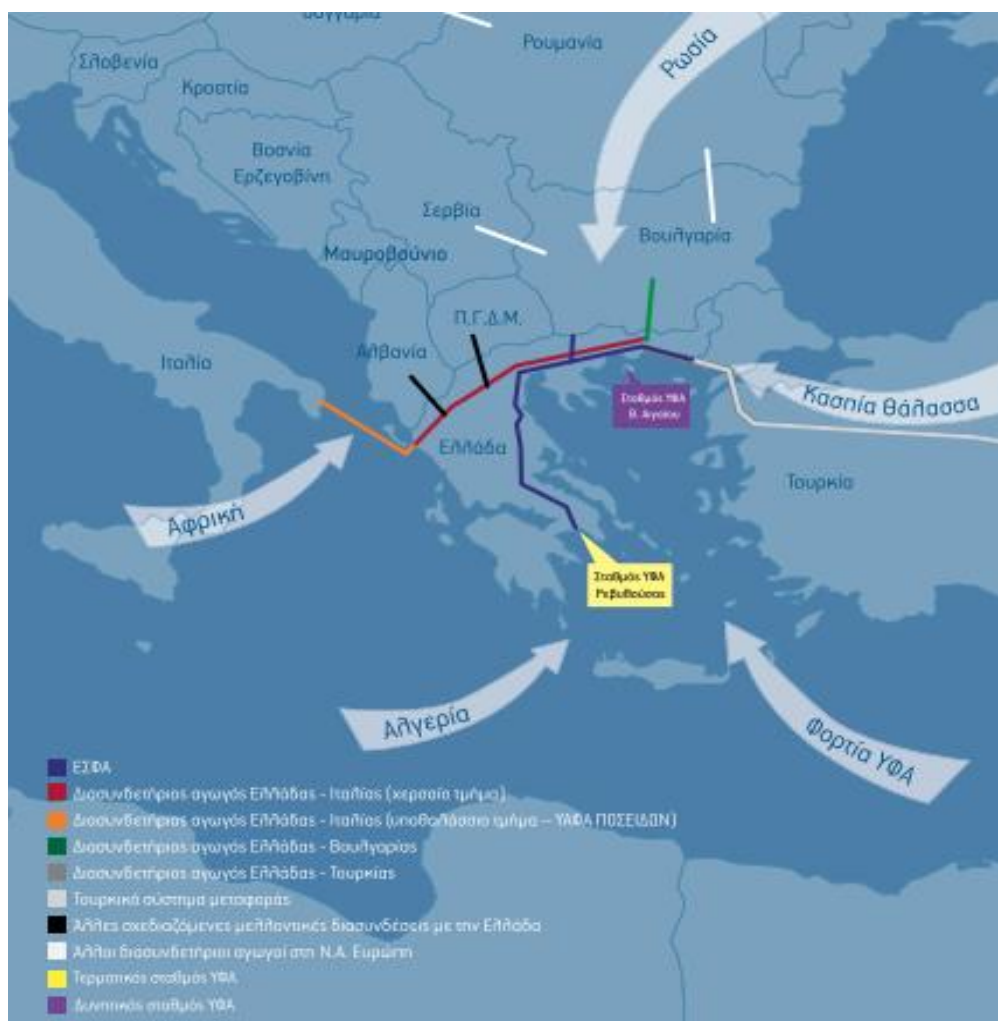 Ρουμανία
Ρωσία
Σλοβενία
Κροατία
Βοσνία
Ερζεγοβίνη
Σερβία
Βουλγαρία
Μαυροβούνιο
Π.Γ.Δ.Μ.
Ιταλία
Αλβανία
Σταθμός ΥΦΑ
Β. Αιγαίου
Κασπία Θάλασσα
Ελλάδα
Τουρκία
Αφρική
Σταθμός ΥΦΑ
Ρεβυθούσας
Αλγερία
Φορτία ΥΦΑ
ΕΣΦΑ
Διασυνδετήριος αγωγός Ελλάδας - Ιταλίας (χερσαίο τμήμα)
Διασυνδετήριος αγωγός Ελλάδας - Ιταλίας (υποθαλάσσιο τμήμα – ΥΑΦΑ ΠΟΣΕΙΔΩΝ)
Διασυνδετήριος αγωγός Ελλάδας - Βουλγαρίας
Διασυνδετήριος αγωγός Ελλάδας - Τουρκίας
Τουρκικό σύστημα μεταφοράς
Άλλες σχεδιαζόμενες μελλοντικές διασυνδέσεις με την Ελλάδα
Άλλοι διασυνδετήριοι αγωγοί στη Ν.Α. Ευρώπη
Τερματικός σταθμός ΥΦΑ
Δυνητικός σταθμός ΥΦΑ